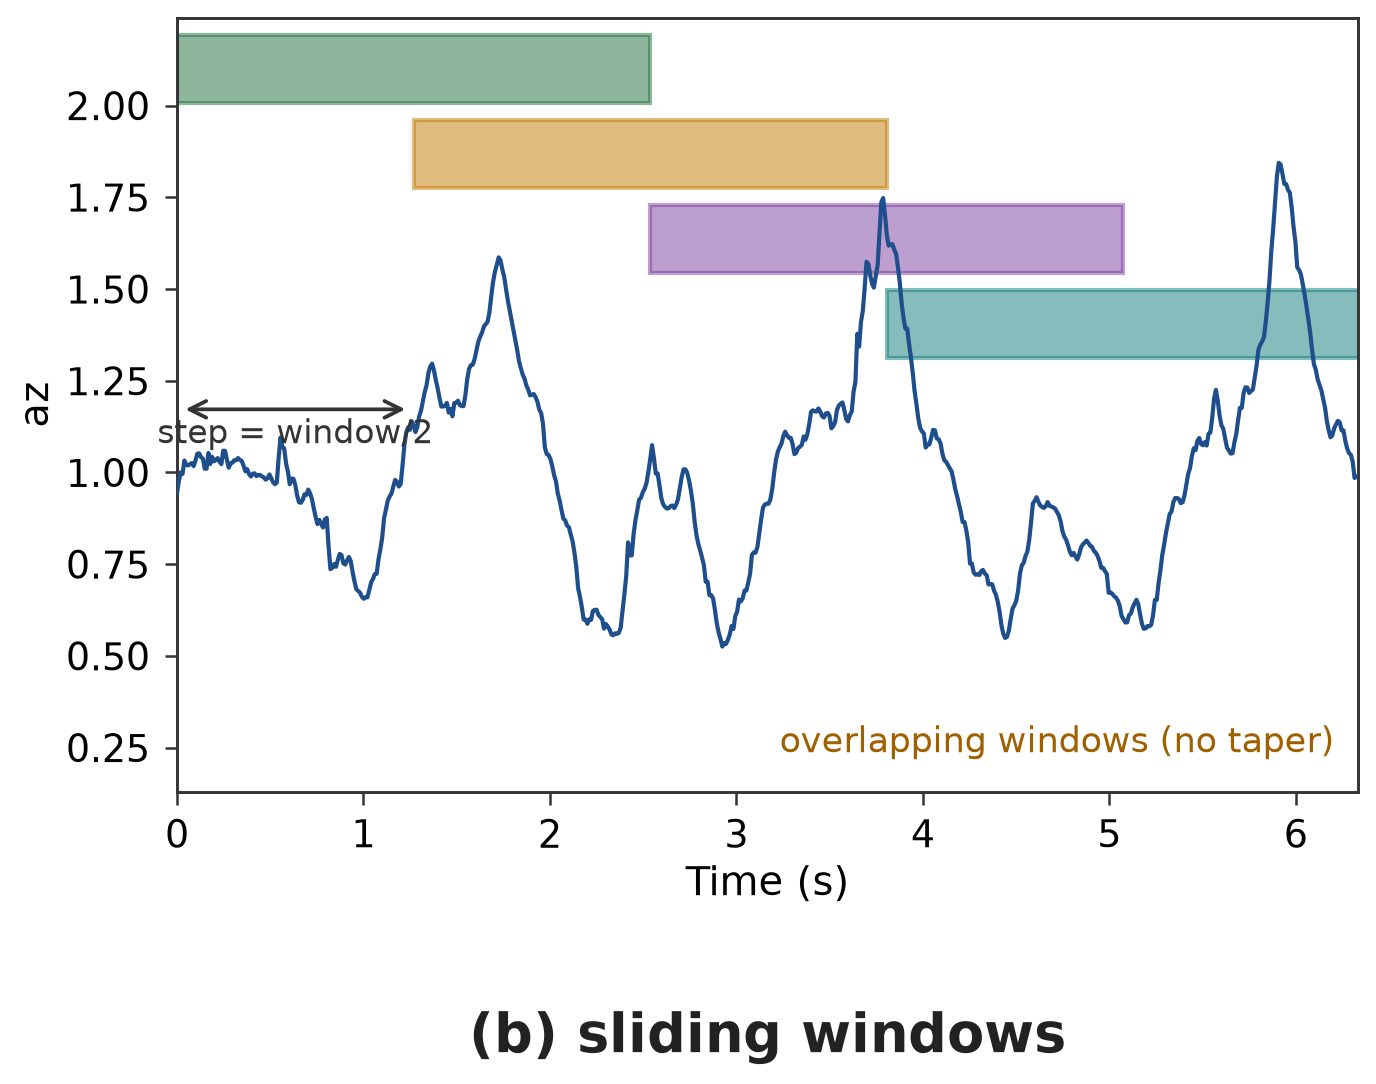 2.00
1.75
1.50
1.25
1.00
0.75
0.50
0.25
az
step = window/2
overlapping windows (no taper)
0 1 2 3 4 5 6
Time (s)
(b) sliding windows